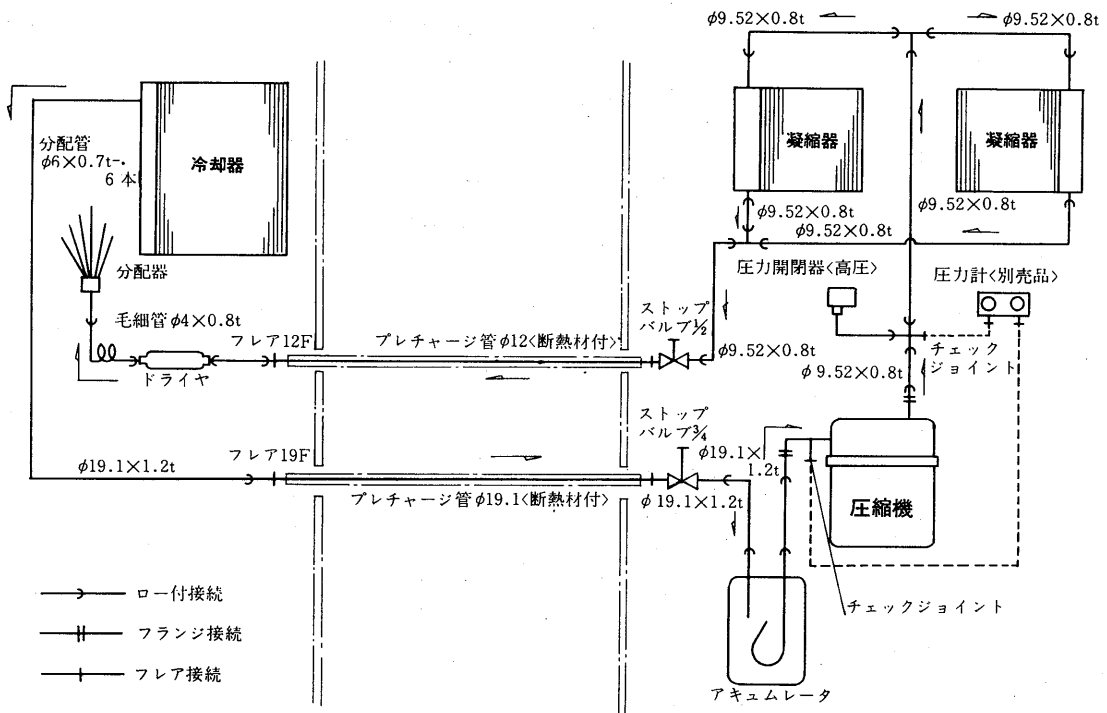 φ9.52×0.8t
φ9.52×0.8t
分配管
φ6×0.7t-・
6本
冷却器
凝縮器
凝縮器
φ9.52×0.8t
φ9.52×0.8t
φ9.52×0.8t
分配器
圧力開閉器〈高圧〉
圧力計〈別売品〉
毛細管φ4×0.8t
フレア12F
プレチャージ管φ12〈断熱材付〉
ストップ
バルブ1/2
φ9.52×0.8t
チェック
ジョイント
φ9.52×0.8t
ドライヤ
ストップ
バルブ3/4
フレア19F
φ19.1×1.2t
プレチャージ管φ19.1〈断熱材付〉
φ19.1×1.2t
φ19.1×
1.2t
圧縮機
チェックジョイント
アキュムレータ
ロー付接続
フランジ接続
フレア接続